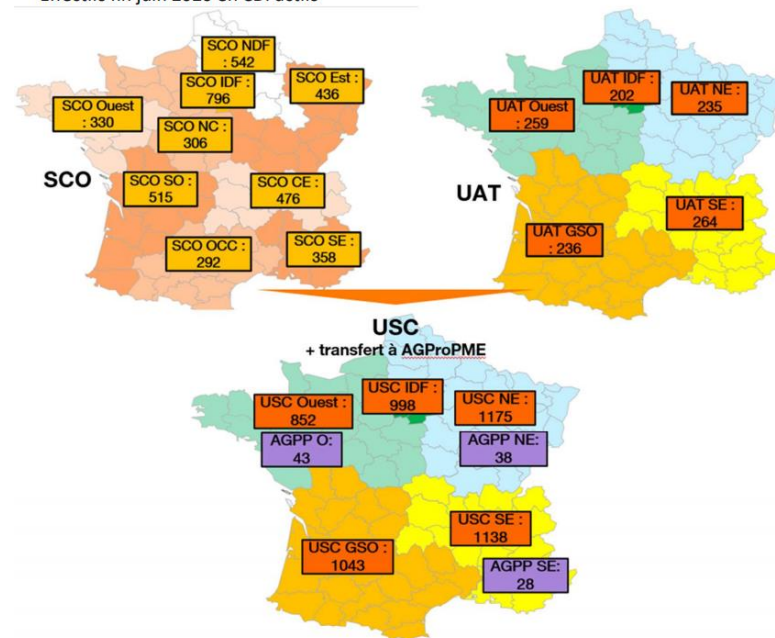 SCO NDF
: 542
SCO IDF :
796
SCO Est :
436
SCO Ouest
: 330
SCO NC :
306
SCO
SCO SO :
515
SCO CE :
476
SCO OCC :
292
SCO SE :
358
UAT IDF :
202
UAT NE :
235
UAT Ouest
: 259
UAT
UAT SE :
264
UAT GSO
: 236
USC
+ transfert à AGProPME
USC IDF :
998
USC Ouest :
852
USC NE :
1175
AGPP O:
43
AGPP NE:
38
USC SE :
1138
USC GSO :
1043
AGPP SE:
28